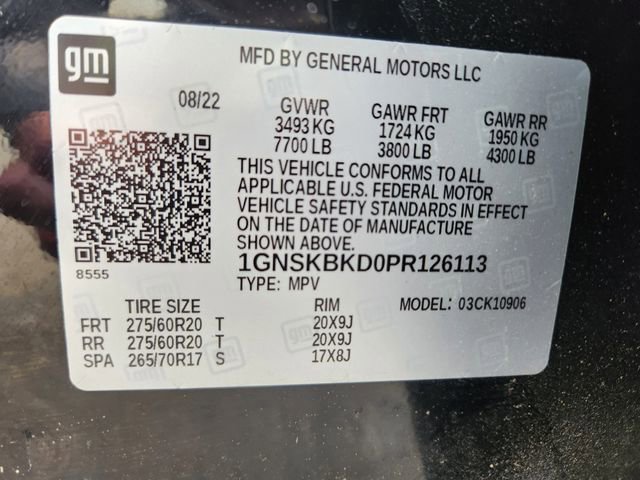 gm
MFD BY GENERAL MOTORS LLC
08/22 GVWR GAWR FRT GAWR RR
3493 KG 1724 KG 1950 KG
7700 LB 3800 LB 4300 LB
THIS VEHICLE CONFORMS TO ALL
APPLICABLE U.S. FEDERAL MOTOR
VEHICLE SAFETY STANDARDS IN EFFECT
ON THE DATE OF MANUFACTURE
SHOWN ABOVE.
8555
1GNSKBKD0PR126113
TYPE: MPV MODEL: 03CK10906
TIRE SIZE RIM
FRT 275/60R20 T 20X9J
RR 275/60R20 T 20X9J
SPA 265/70R17 S 17X8J